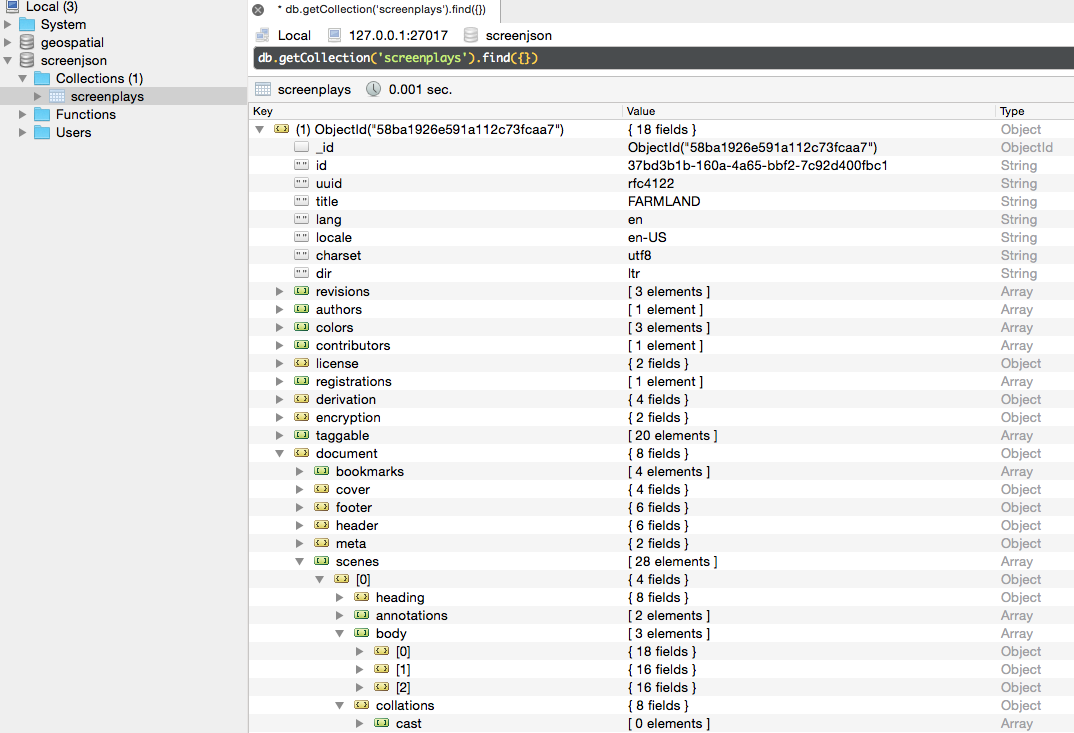 Local (3)
System
geospatial
screenjson
Collections (1)
screenplays
Functions
Users
* db.getCollection('screenplays').find({})
Local 127.0.0.1:27017 screenjson
db.getCollection('screenplays').find({})
screenplays 0.001 sec.
Key Value Type
(1) ObjectId("58ba1926e591a112c73fcaa7") { 18 fields } Object
_id ObjectId("58ba1926e591a112c73fcaa7") ObjectId
id 37bd3b1b-160a-4a65-bbf2-7c92d400fbc1 String
uuid rfc4122 String
title FARMLAND String
lang en String
locale en-US String
charset utf8 String
dir ltr String
revisions [ 3 elements ] Array
authors [ 1 element ] Array
colors [ 3 elements ] Array
contributors [ 1 element ] Array
license { 2 fields } Object
registrations [ 1 element ] Array
derivation { 4 fields } Object
encryption { 2 fields } Object
taggable [ 20 elements ] Array
document { 8 fields } Object
bookmarks [ 4 elements ] Array
cover { 4 fields } Object
footer { 6 fields } Object
header { 6 fields } Object
meta { 2 fields } Object
scenes [ 28 elements ] Array
[0] { 4 fields } Object
heading { 8 fields } Object
annotations [ 2 elements ] Array
body [ 3 elements ] Array
[0] { 18 fields } Object
[1] { 16 fields } Object
[2] { 16 fields } Object
collations { 8 fields } Object
cast [ 0 elements ] Array